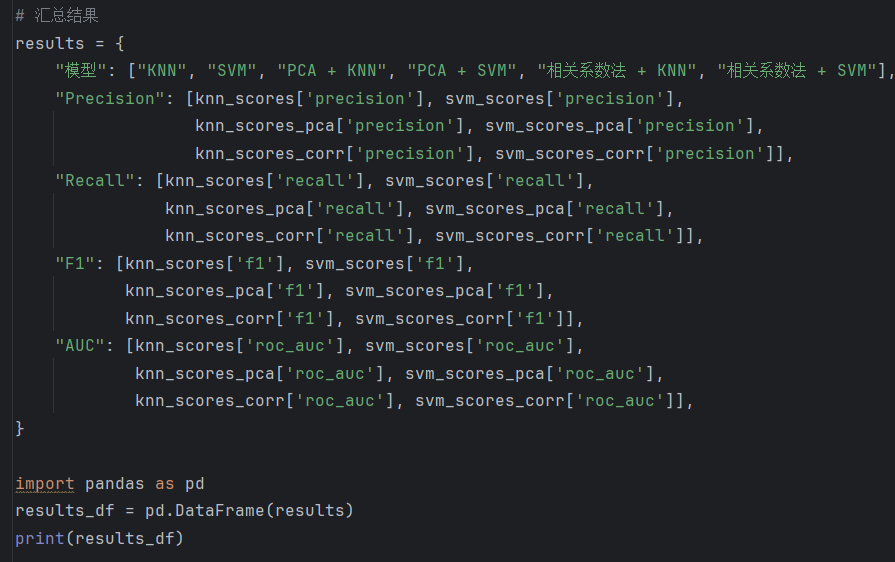 # 汇总结果
results = {
    "模型": ["KNN", "SVM", "PCA + KNN", "PCA + SVM", "相关系数法 + KNN", "相关系数法 + SVM"],
    "Precision": [knn_scores['precision'], svm_scores['precision'],
                  knn_scores_pca['precision'], svm_scores_pca['precision'],
                  knn_scores_corr['precision'], svm_scores_corr['precision']],
    "Recall": [knn_scores['recall'], svm_scores['recall'],
               knn_scores_pca['recall'], svm_scores_pca['recall'],
               knn_scores_corr['recall'], svm_scores_corr['recall']],
    "F1": [knn_scores['f1'], svm_scores['f1'],
           knn_scores_pca['f1'], svm_scores_pca['f1'],
           knn_scores_corr['f1'], svm_scores_corr['f1']],
    "AUC": [knn_scores['roc_auc'], svm_scores['roc_auc'],
            knn_scores_pca['roc_auc'], svm_scores_pca['roc_auc'],
            knn_scores_corr['roc_auc'], svm_scores_corr['roc_auc']],
}
import pandas as pd
results_df = pd.DataFrame(results)
print(results_df)